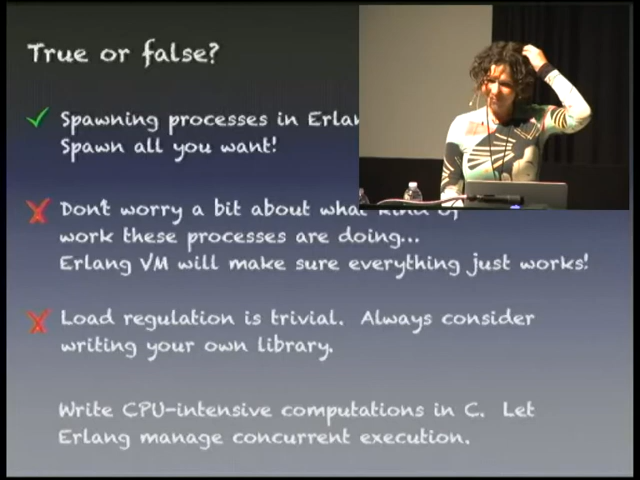 True or false?
Spawning processes in
Spawn all you want!
Don't worry a bit about what kind of
work these processes are doing...
Erlang VM will make sure everything just works!
Load regulation is trivial. Always consider
writing your own library.
Write CPU-intensive computations in C. Let
Erlang manage concurrent execution.